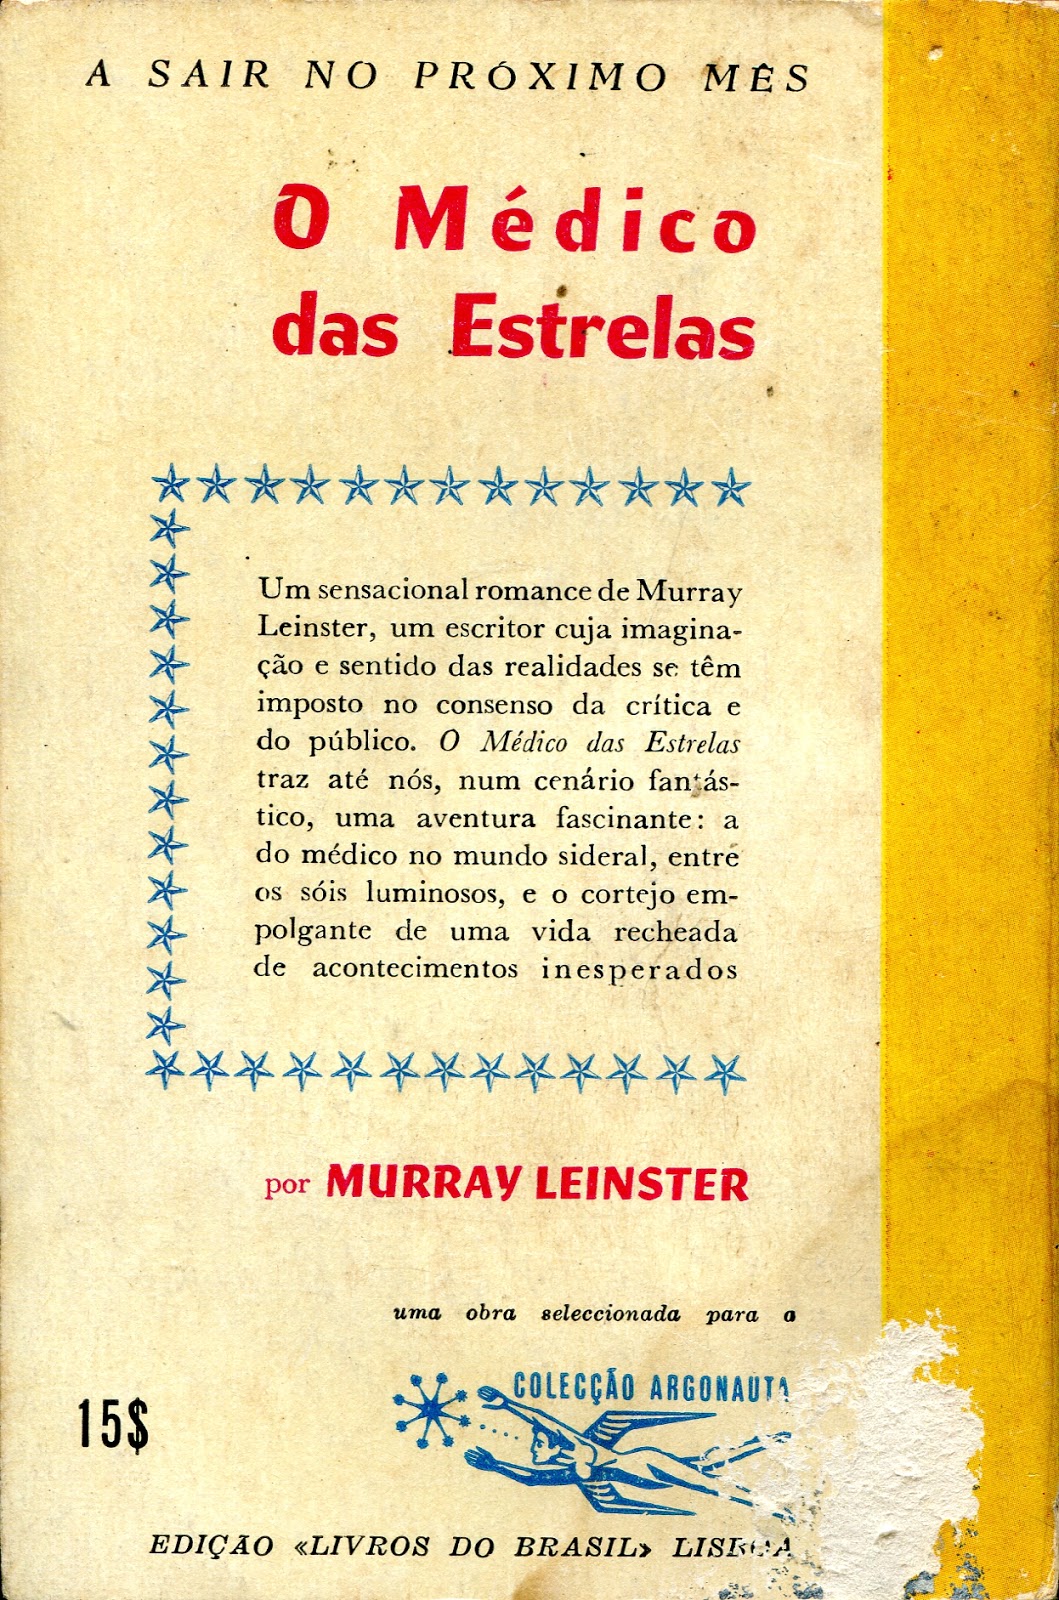 A SAIR NO PRÓXIMO MÊS
O Médico
das Estrelas
Um sensacional romance de Murray
Leinster, um escritor cuja imagina-
ção e sentido das realidades se têm
imposto no consenso da crítica e
do público. O Médico das Estrelas
traz até nós, num cenário fantás-
tico, uma aventura fascinante: a
do médico no mundo sideral, entre
os sóis luminosos, e o cortejo em-
polgante de uma vida recheada
de acontecimentos inesperados
por MURRAY LEINSTER
uma obra seleccionada para a
COLECÇÃO ARGONAUTA
15$
EDIÇÃO «LIVROS DO BRASIL» LISBOA